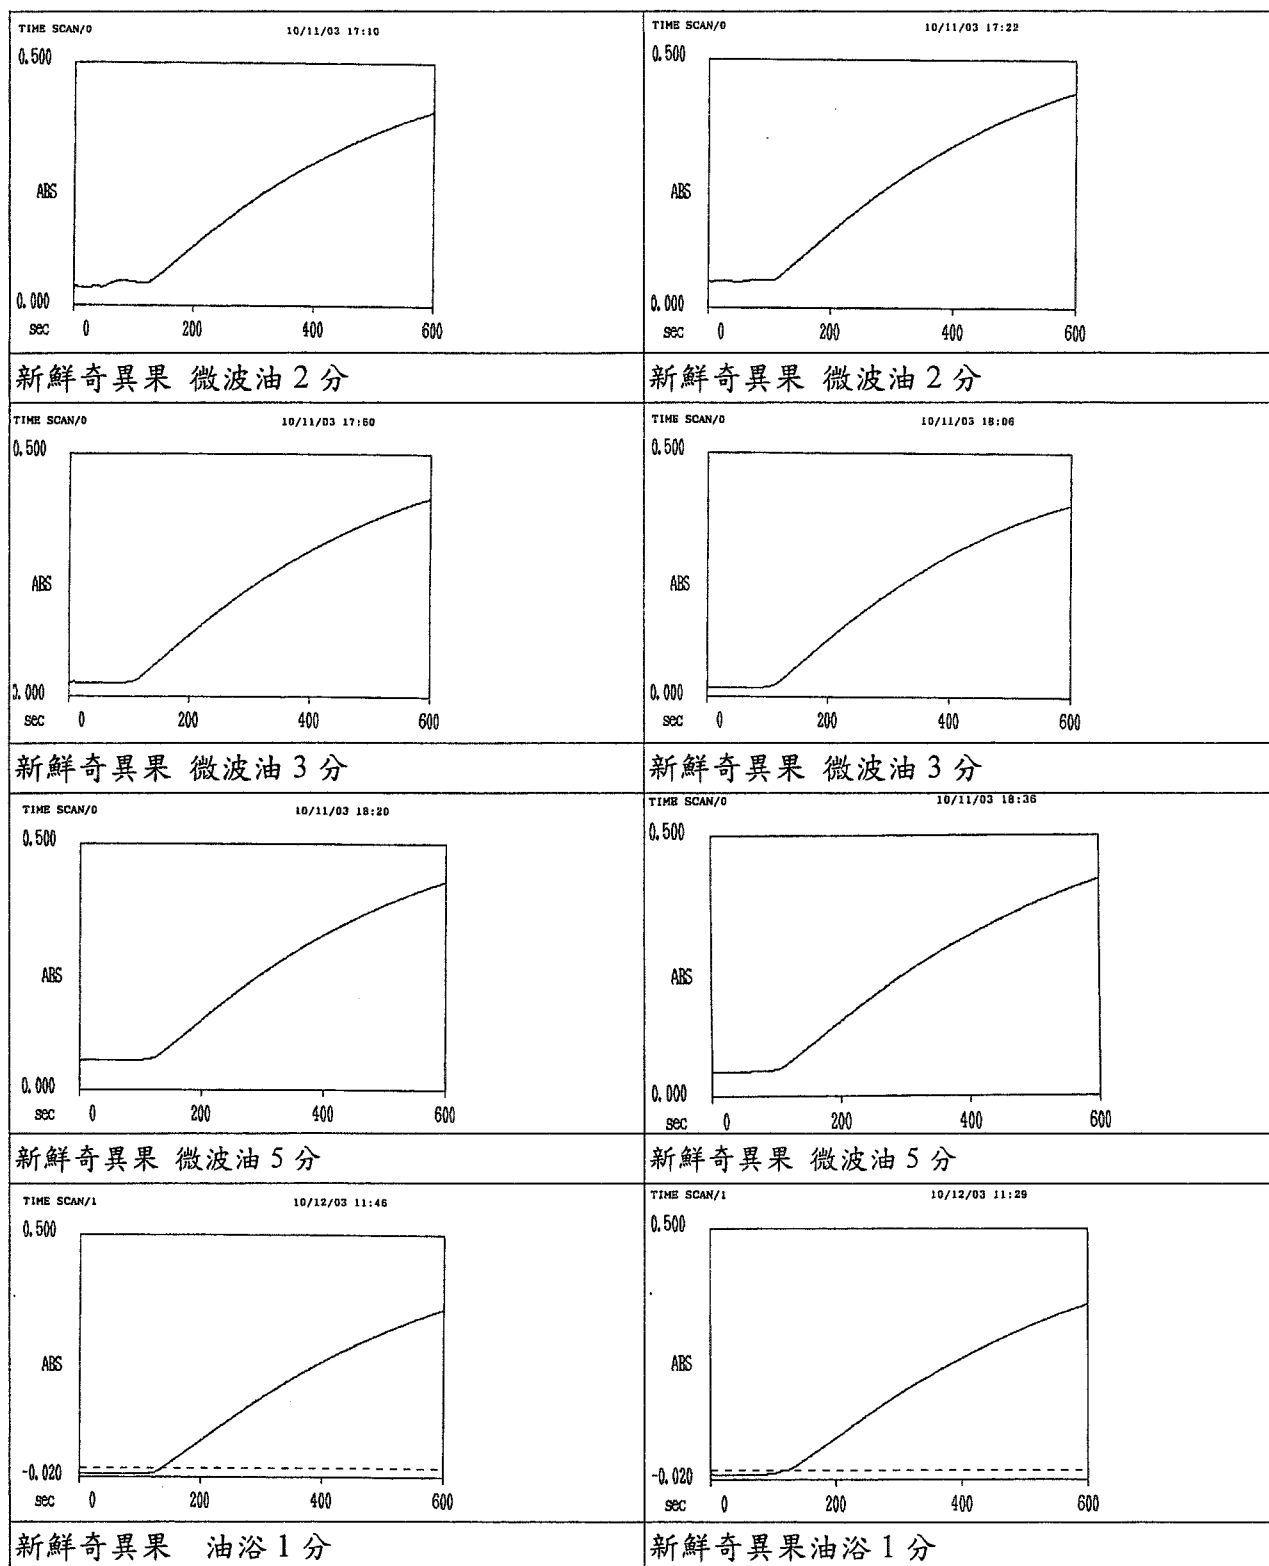 TIME SCAN/0 10/11/03 17:10
0.500
ABS
0.000
sec 0 200 400 600
新鮮奇異果 微波油 2 分
TIME SCAN/0 10/11/03 17:22
0.500
ABS
0.000
sec 0 200 400 600
新鮮奇異果 微波油 2 分
TIME SCAN/0 10/11/03 17:50
0.500
ABS
0.000
sec 0 200 400 600
新鮮奇異果 微波油 3 分
TIME SCAN/0 10/11/03 18:06
0.500
ABS
0.000
sec 0 200 400 600
新鮮奇異果 微波油 3 分
TIME SCAN/0 10/11/03 18:20
0.500
ABS
0.000
sec 0 200 400 600
新鮮奇異果 微波油 5 分
TIME SCAN/0 10/11/03 18:36
0.500
ABS
0.000
sec 0 200 400 600
新鮮奇異果 微波油 5 分
TIME SCAN/1 10/12/03 11:46
0.500
ABS
-0.020
sec 0 200 400 600
新鮮奇異果 油浴 1 分
TIME SCAN/1 10/12/03 11:29
0.500
ABS
-0.020
sec 0 200 400 600
新鮮奇異果油浴 1 分